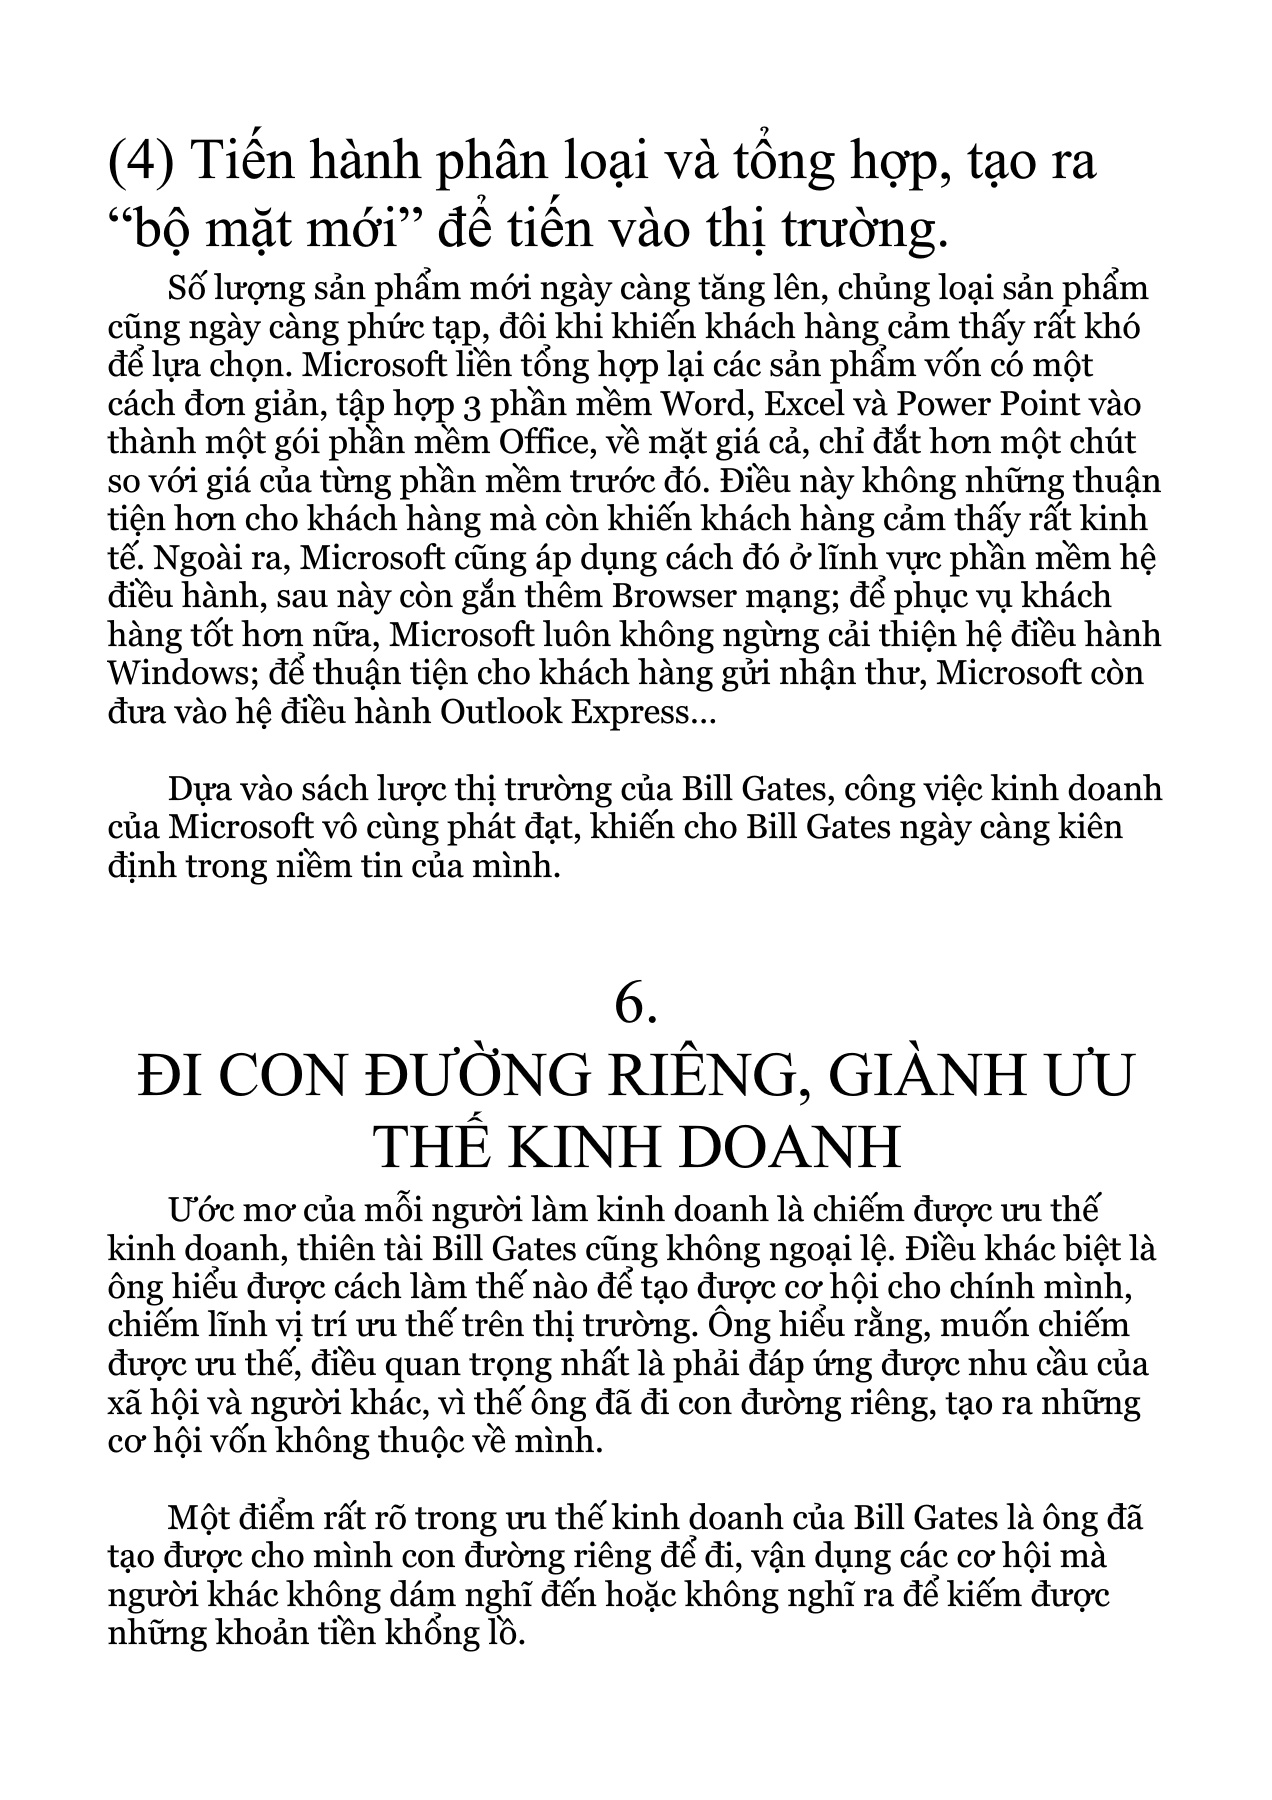 (4) Tiến hành phân loại và tổng hợp, tạo ra
“bộ mặt mới” để tiến vào thị trường.
Số lượng sản phẩm mới ngày càng tăng lên, chủng loại sản phẩm
cũng ngày càng phức tạp, đôi khi khiến khách hàng cảm thấy rất khó
để lựa chọn. Microsoft liền tổng hợp lại các sản phẩm vốn có một
cách đơn giản, tập hợp 3 phần mềm Word, Excel và Power Point vào
thành một gói phần mềm Office, về mặt giá cả, chỉ đắt hơn một chút
so với giá của từng phần mềm trước đó. Điều này không những thuận
tiện hơn cho khách hàng mà còn khiến khách hàng cảm thấy rất kinh
tế. Ngoài ra, Microsoft cũng áp dụng cách đó ở lĩnh vực phần mềm hệ
điều hành, sau này còn gắn thêm Browser mạng; để phục vụ khách
hàng tốt hơn nữa, Microsoft luôn không ngừng cải thiện hệ điều hành
Windows; để thuận tiện cho khách hàng gửi nhận thư, Microsoft còn
đưa vào hệ điều hành Outlook Express...
Dựa vào sách lược thị trường của Bill Gates, công việc kinh doanh
của Microsoft vô cùng phát đạt, khiến cho Bill Gates ngày càng kiên
định trong niềm tin của mình.
6.
ĐI CON ĐƯỜNG RIÊNG, GIÀNH ƯU
THẾ KINH DOANH
Ước mơ của mỗi người làm kinh doanh là chiếm được ưu thế
kinh doanh, thiên tài Bill Gates cũng không ngoại lệ. Điều khác biệt là
ông hiểu được cách làm thế nào để tạo được cơ hội cho chính mình,
chiếm lĩnh vị trí ưu thế trên thị trường. Ông hiểu rằng, muốn chiếm
được ưu thế, điều quan trọng nhất là phải đáp ứng được nhu cầu của
xã hội và người khác, vì thế ông đã đi con đường riêng, tạo ra những
cơ hội vốn không thuộc về mình.
Một điểm rất rõ trong ưu thế kinh doanh của Bill Gates là ông đã
tạo được cho mình con đường riêng để đi, vận dụng các cơ hội mà
người khác không dám nghĩ đến hoặc không nghĩ ra để kiếm được
những khoản tiền khổng lồ.